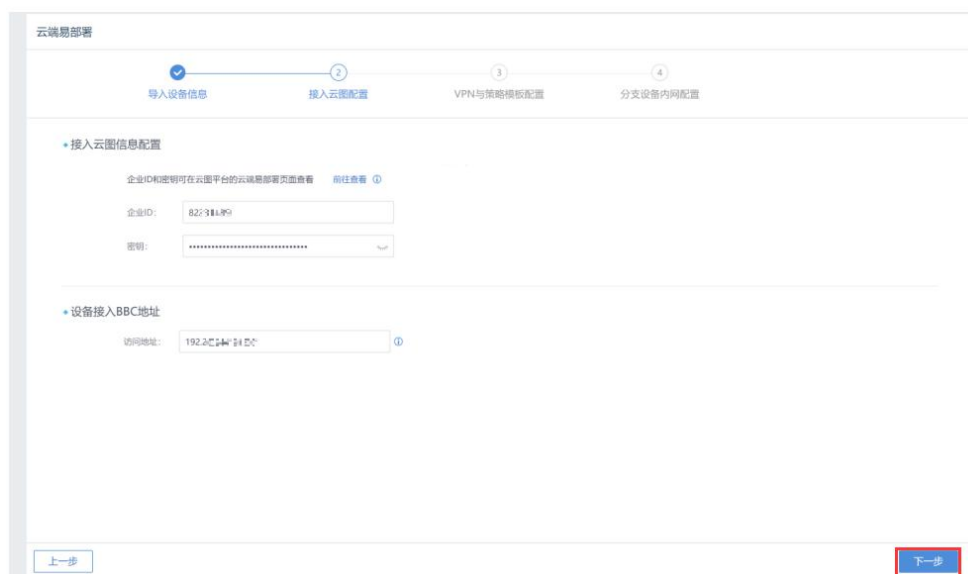 云端易部署
2 3 4
导入设备信息 接入云图配置 VPN与策略模板配置 分支设备内网配置
接入云图信息配置
企业ID和密钥可在云图平台的云端易部署页面查看 前往查看
企业ID:
密钥: ••••••••••••••••••••••••••••••••
设备接入BBC地址
访问地址:
上一步 下一步